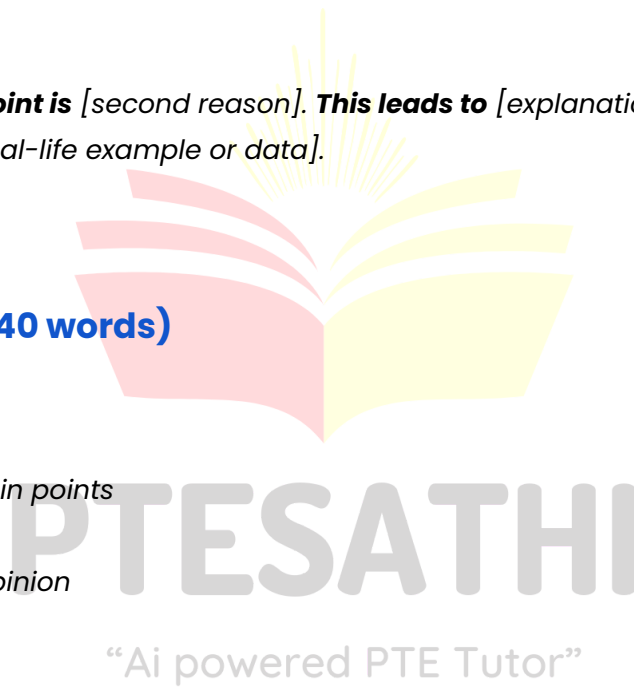 oint is [second reason]. This leads to [explanatio
al-life example or data].
40 words)
in points
pinion
PTESATHI
“Ai powered PTE Tutor”